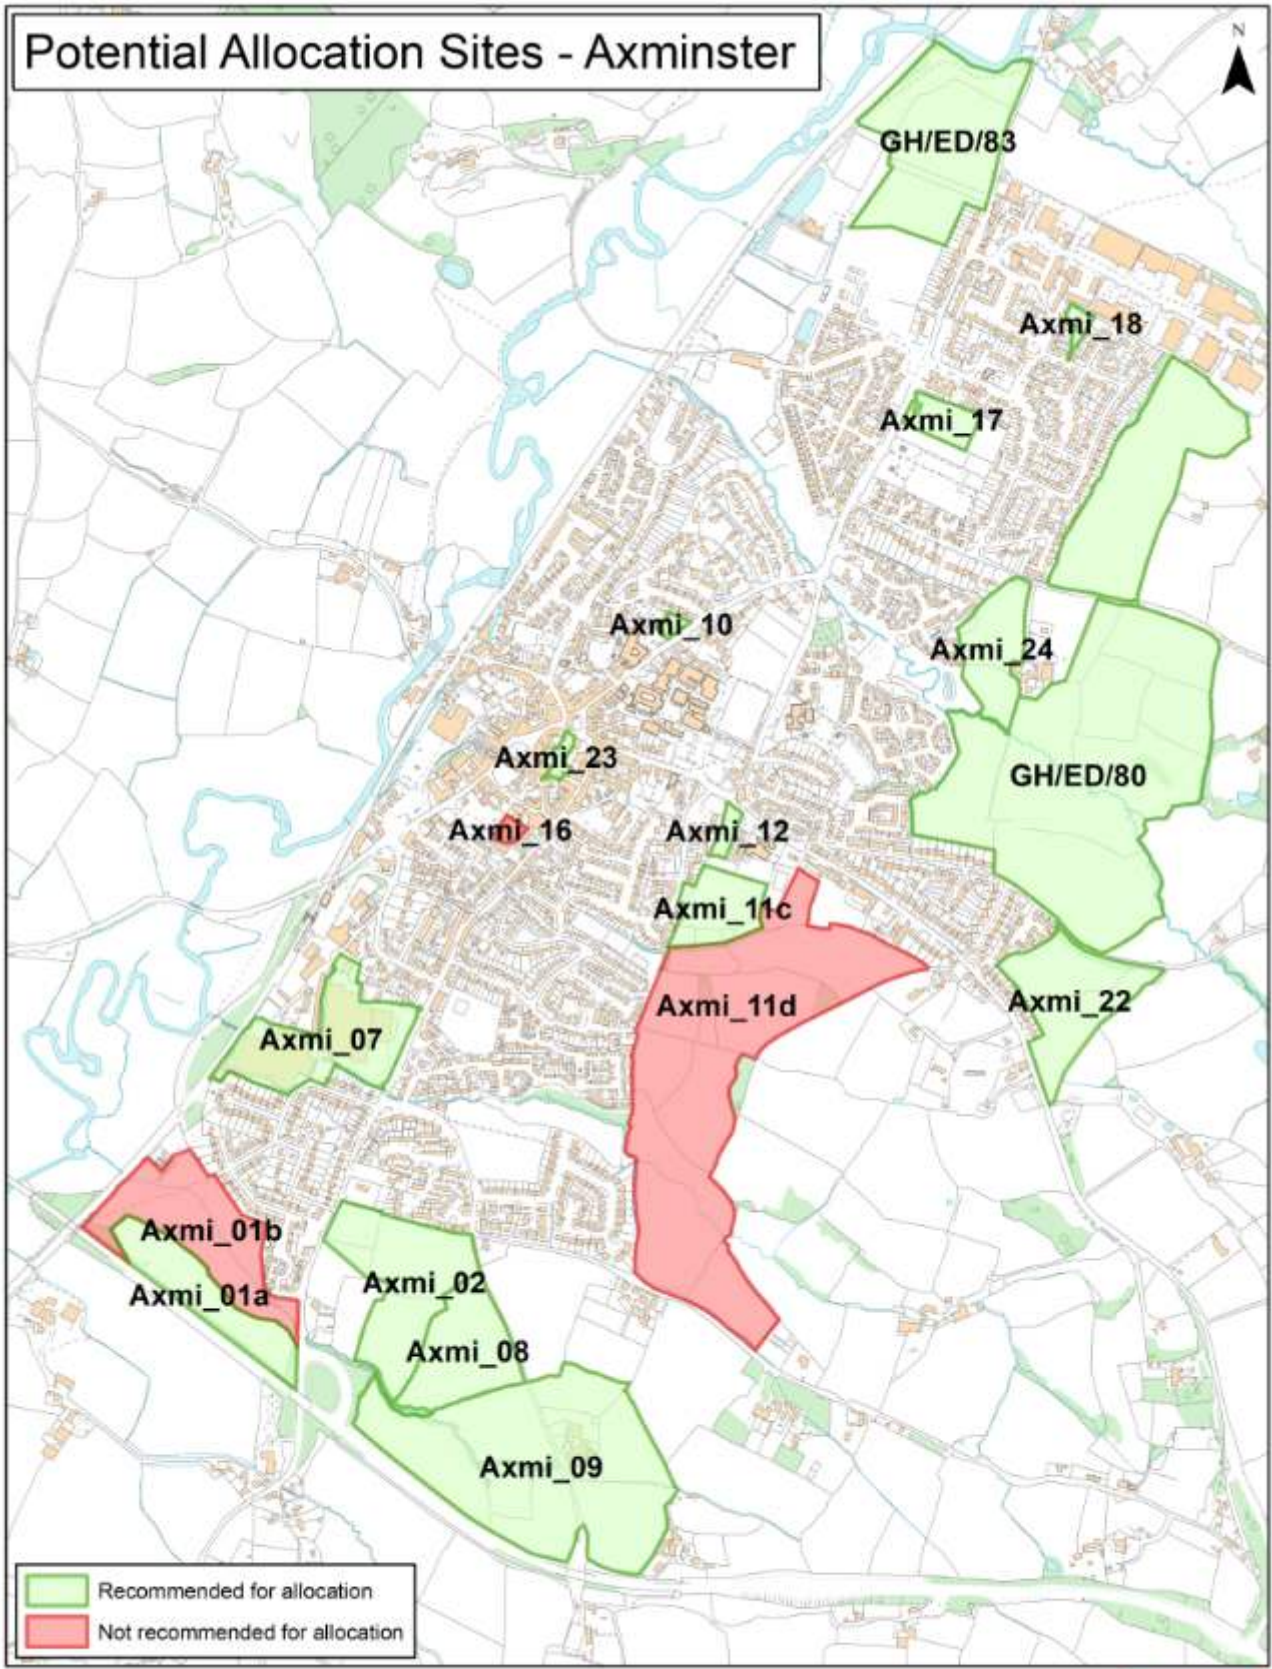 Potential Allocation Sites - Axminster
N
GH/ED/83
Axmi_18
Axmi_17
Axmi_10
Axmi_24
Axmi_23
GH/ED/80
Axmi_16
Axmi_12
Axmi_11c
Axmi_11d
Axmi_22
Axmi_07
Axmi_01b
Axmi_01a
Axmi_02
Axmi_08
Axmi_09
Recommended for allocation
Not recommended for allocation